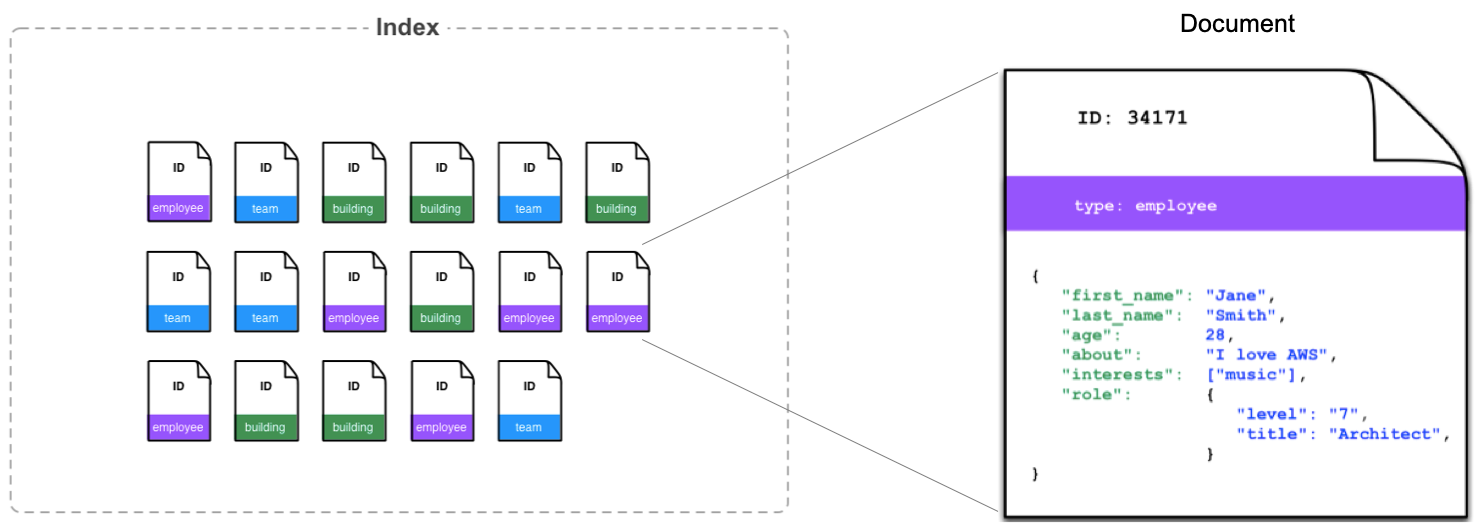 Index
Document
ID ID ID ID ID ID
employee team building building team building
ID ID ID ID ID ID
team team employee building employee employee
ID ID ID ID ID
employee building building employee team
ID: 34171
type: employee
{
"first_name": "Jane",
"last_name": "Smith",
"age": 28,
"about": "I love AWS",
"interests": ["music"],
"role": {
"level": "7",
"title": "Architect",
}
}